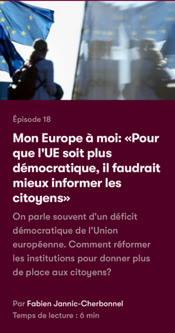 Épisode 18
Mon Europe à moi: «Pour
que l'UE soit plus
démocratique, il faudrait
mieux informer les
citoyens»
On parle souvent d'un déficit
démocratique de l'Union
européenne. Comment réformer
les institutions pour donner plus
de place aux citoyens?
Par Fabien Jannic-Cherbonnel
Temps de lecture : 6 min